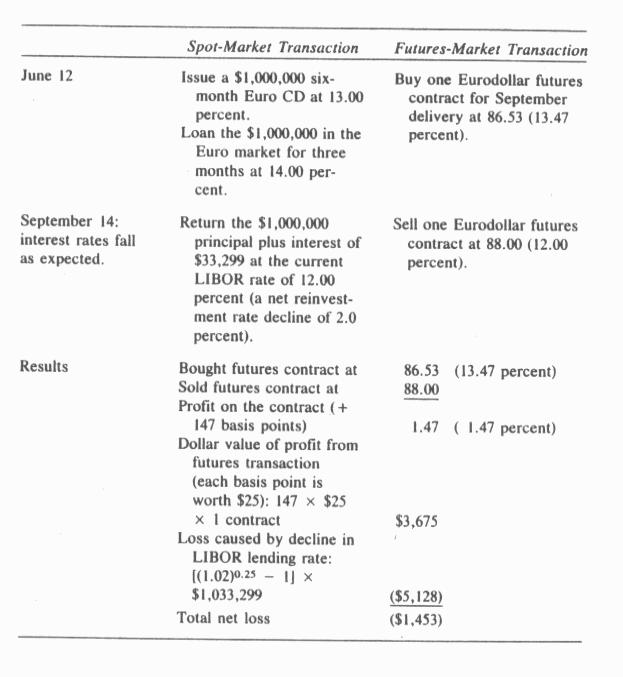 Spot-Market Transaction Futures-Market Transaction
June 12 Issue a $1,000,000 six- Buy one Eurodollar futures
month Euro CD at 13.00 contract for September
percent. delivery at 86.53 (13.47
Loan the $1,000,000 in the percent).
Euro market for three
months at 14.00 per-
cent.
September 14: Return the $1,000,000 Sell one Eurodollar futures
interest rates fall principal plus interest of contract at 88.00 (12.00
as expected. $33,299 at the current percent).
LIBOR rate of 12.00
percent (a net reinvest-
ment rate decline of 2.0
percent).
Results Bought futures contract at 86.53 (13.47 percent)
Sold futures contract at 88.00
Profit on the contract (+
147 basis points) 1.47 ( 1.47 percent)
Dollar value of profit from
futures transaction
(each basis point is
worth $25): 147 × $25
× 1 contract $3,675
Loss caused by decline in
LIBOR lending rate:
[(1.02)0.25 − 1] ×
$1,033,299 ($5,128)
Total net loss ($1,453)